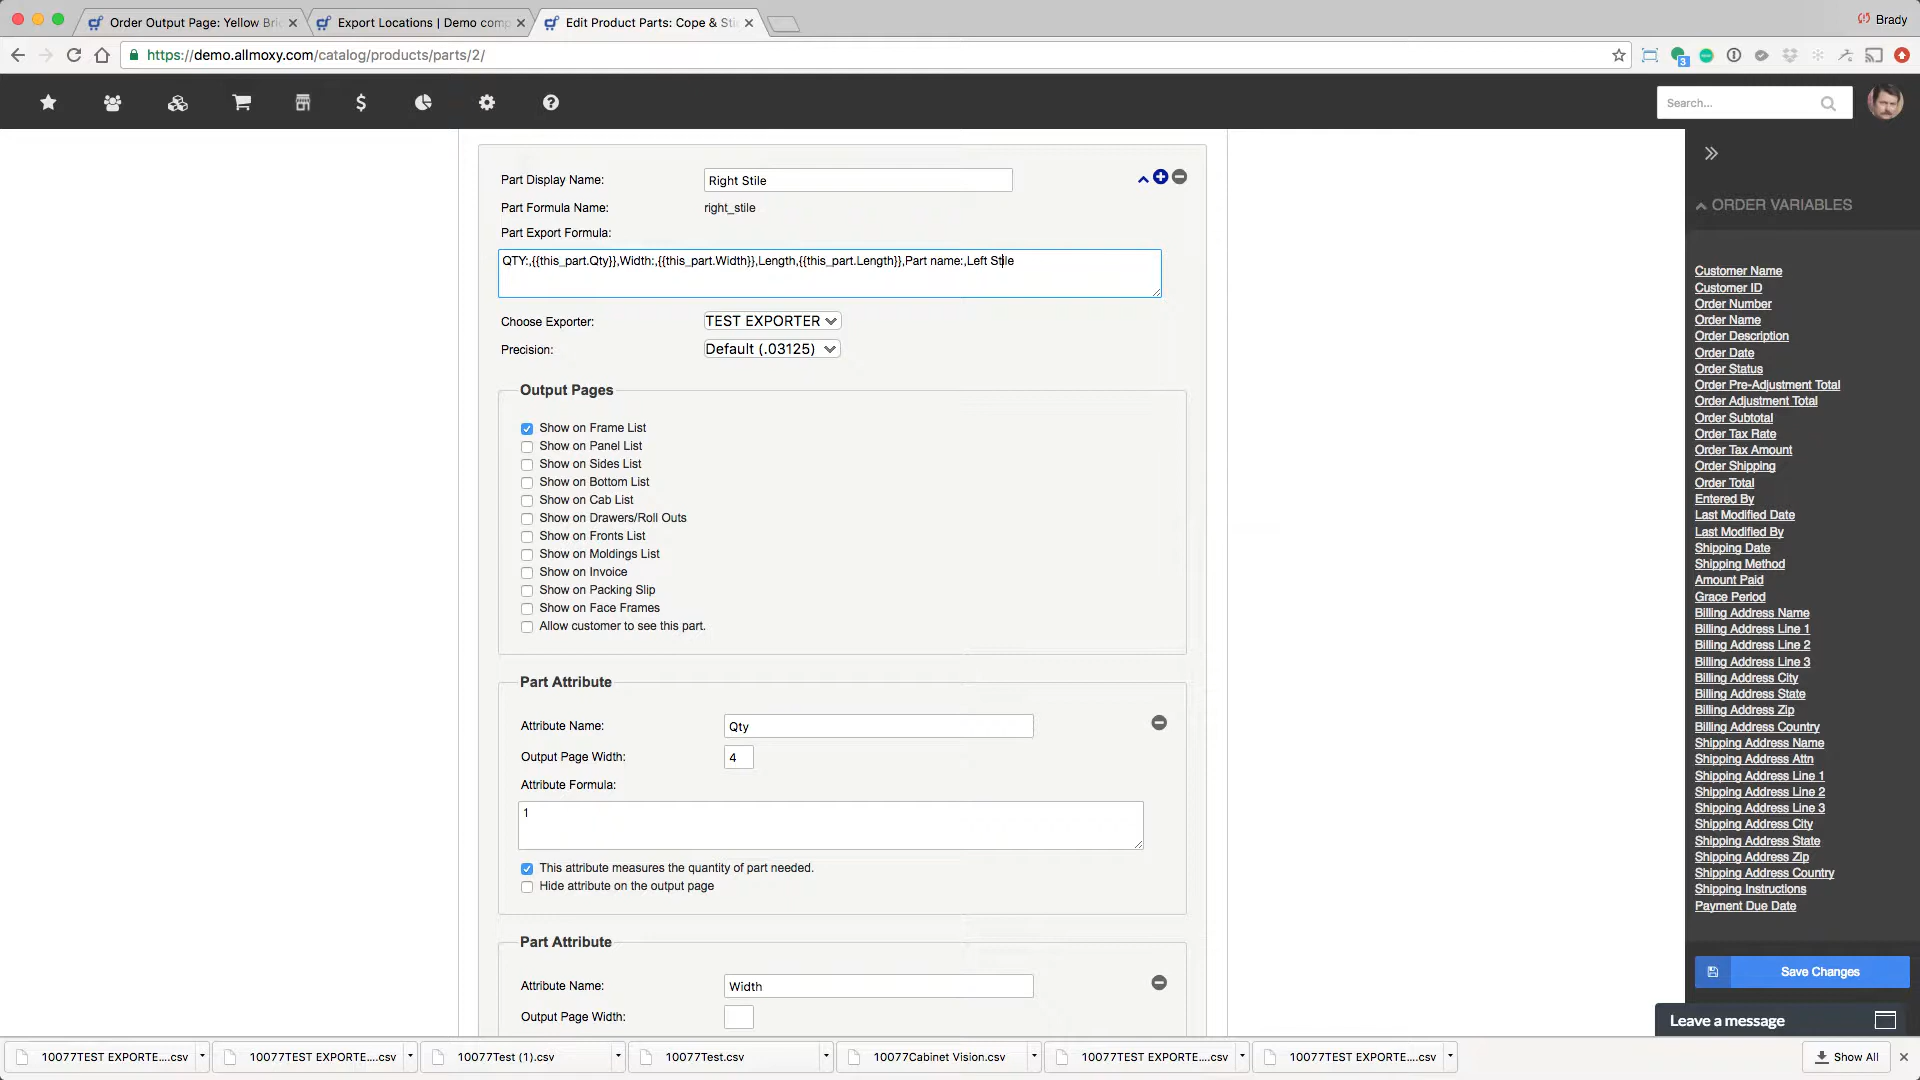 Order Output Page: Yellow Bri
Export Locations | Demo comp
Edit Product Parts: Cope & Sti
Brady
https://demo.allmoxy.com/catalog/products/parts/2/
3
Search...
Part Display Name:
Right Stile
Part Formula Name:
right_stile
Part Export Formula:
QTY:,{{this_part.Qty}},Width:,{{this_part.Width}},Length,{{this_part.Length}},Part name:,Left Stile
Choose Exporter:
TEST EXPORTER
Precision:
Default (.03125)
Output Pages
Show on Frame List
Show on Panel List
Show on Sides List
Show on Bottom List
Show on Cab List
Show on Drawers/Roll Outs
Show on Fronts List
Show on Moldings List
Show on Invoice
Show on Packing Slip
Show on Face Frames
Allow customer to see this part.
Part Attribute
Attribute Name:
Qty
Output Page Width:
4
Attribute Formula:
1
This attribute measures the quantity of part needed.
Hide attribute on the output page
Part Attribute
Attribute Name:
Width
Output Page Width:
ORDER VARIABLES
Customer Name
Customer ID
Order Number
Order Name
Order Description
Order Date
Order Status
Order Pre-Adjustment Total
Order Adjustment Total
Order Subtotal
Order Tax Rate
Order Tax Amount
Order Shipping
Order Total
Entered By
Last Modified Date
Last Modified By
Shipping Date
Shipping Method
Amount Paid
Grace Period
Billing Address Name
Billing Address Line 1
Billing Address Line 2
Billing Address Line 3
Billing Address City
Billing Address State
Billing Address Zip
Billing Address Country
Shipping Address Name
Shipping Address Attn
Shipping Address Line 1
Shipping Address Line 2
Shipping Address Line 3
Shipping Address City
Shipping Address State
Shipping Address Zip
Shipping Address Country
Shipping Instructions
Payment Due Date
Save Changes
Leave a message
10077TEST EXPORTE....csv
10077TEST EXPORTE....csv
10077Test (1).csv
10077Test.csv
10077Cabinet Vision.csv
10077TEST EXPORTE....csv
10077TEST EXPORTE....csv
Show All